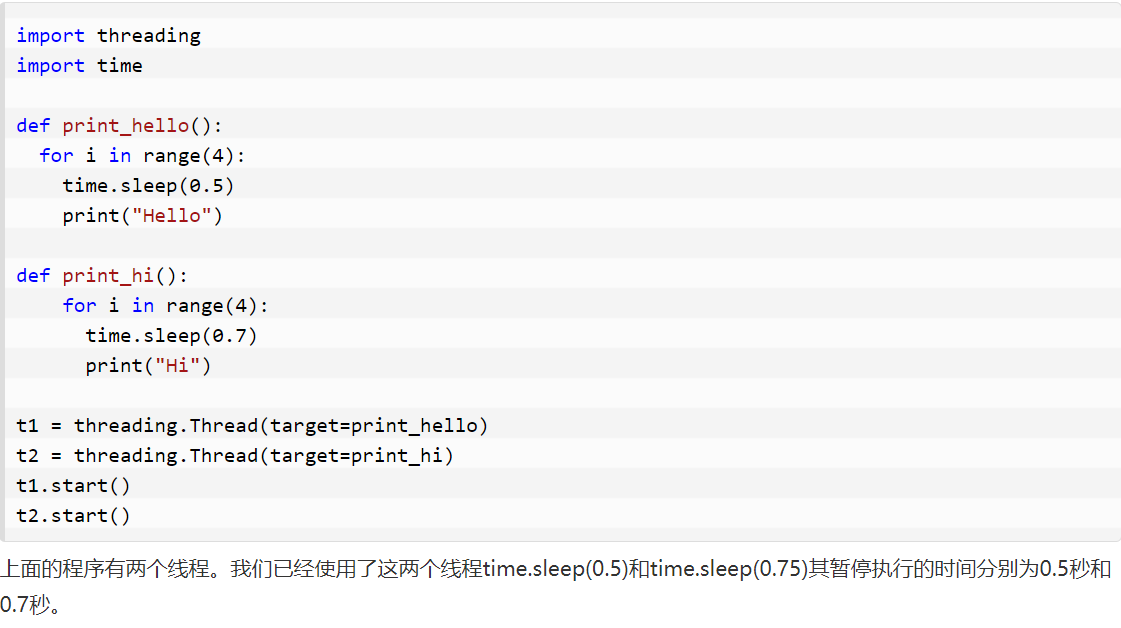 import threading
import time
def print_hello():
  for i in range(4):
    time.sleep(0.5)
    print("Hello")
def print_hi():
    for i in range(4):
      time.sleep(0.7)
      print("Hi")
t1 = threading.Thread(target=print_hello)
t2 = threading.Thread(target=print_hi)
t1.start()
t2.start()
上面的程序有两个线程。我们已经使用了这两个线程time.sleep(0.5)和time.sleep(0.75)其暂停执行的时间分别为0.5秒和
0.7秒。